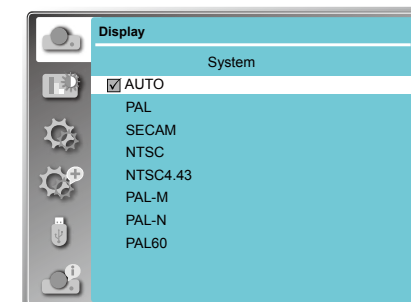 Display
System
AUTO
PAL
SECAM
NTSC
NTSC4.43
PAL-M
PAL-N
PAL60